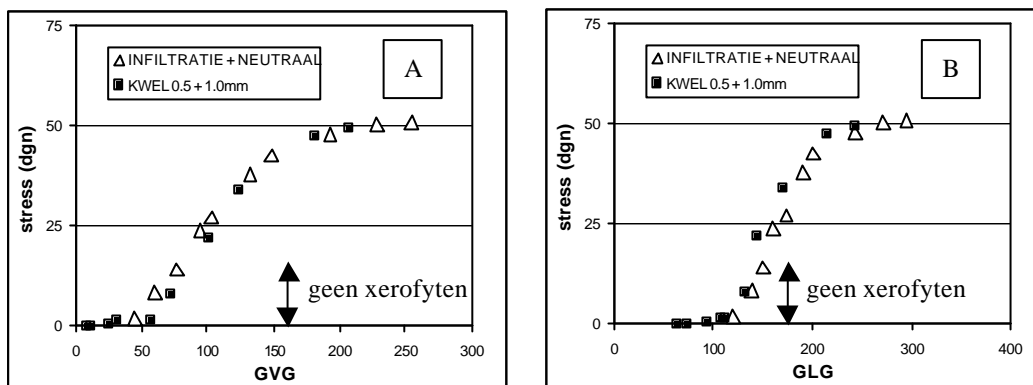 75
50
25
0
stress (dgn)
INFILTRATIE + NEUTRAAL
KWEL 0.5 + 1.0mm
A
geen xerofyten
0 50 100 150 200 250 300
GVG
75
50
25
0
stress (dgn)
INFILTRATIE + NEUTRAAL
KWEL 0.5 + 1.0mm
B
geen xerofyten
0 100 200 300 400
GLG